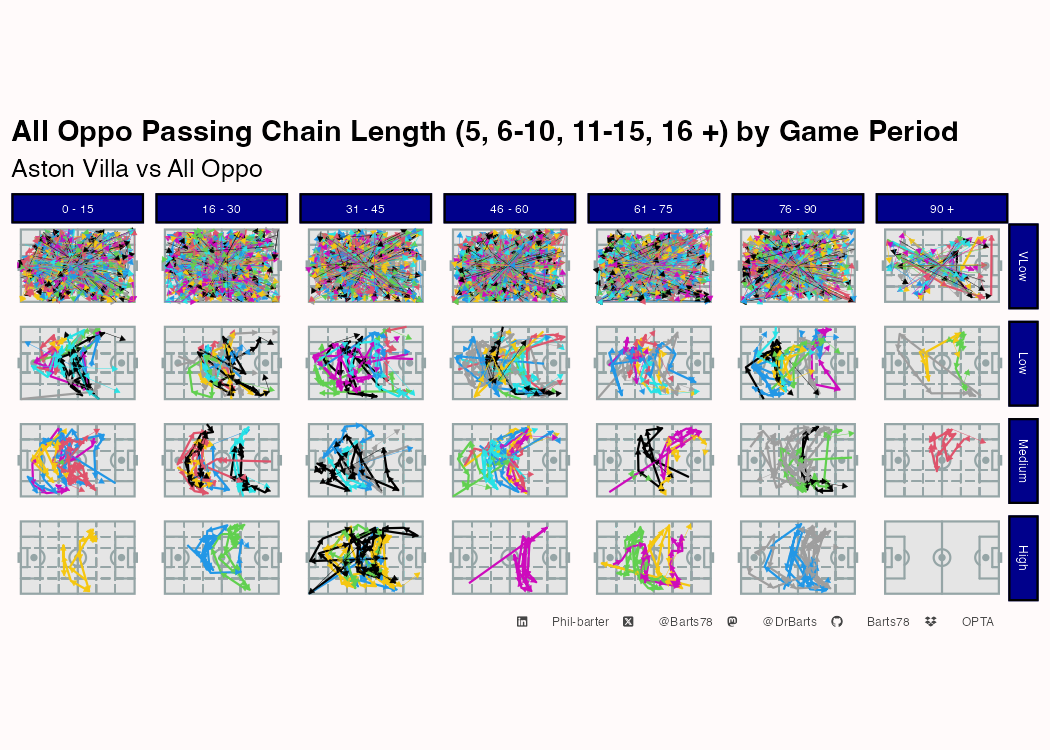 All Oppo Passing Chain Length (5, 6-10, 11-15, 16 +) by Game Period
Aston Villa vs All Oppo
0 - 15 16 - 30 31 - 45 46 - 60 61 - 75 76 - 90 90 +
VLow
Low
Medium
High
Phil-barter @Barts78 @DrBarts Barts78 OPTA